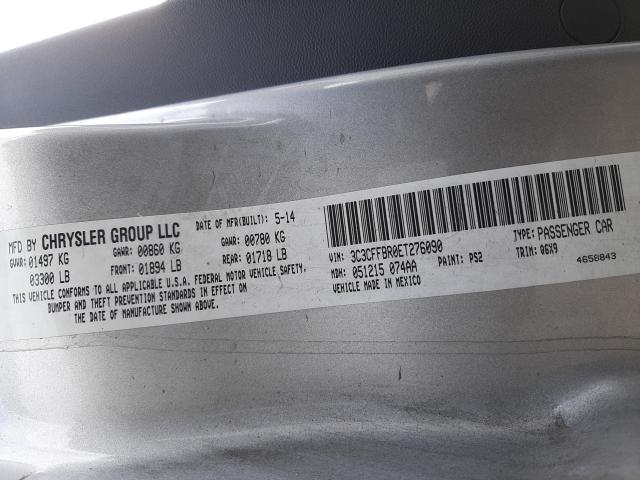 MFD BY CHRYSLER GROUP LLC
DATE OF MFR(BUILT): 5-14
GVWR: 01497 KG
03300 LB
GAWR: 00860 KG
FRONT: 01894 LB
GAWR: 00780 KG
REAR: 01718 LB
THIS VEHICLE CONFORMS TO ALL APPLICABLE U.S.A. FEDERAL MOTOR VEHICLE SAFETY,
BUMPER AND THEFT PREVENTION STANDARDS IN EFFECT ON
THE DATE OF MANUFACTURE SHOWN ABOVE.
VIN: 3C3CFFBR0ET276090
TYPE: PASSENGER CAR
MDH: 051215 074AA
PAINT: PS2
TRIM: Q6X9
VEHICLE MADE IN MEXICO
4658843